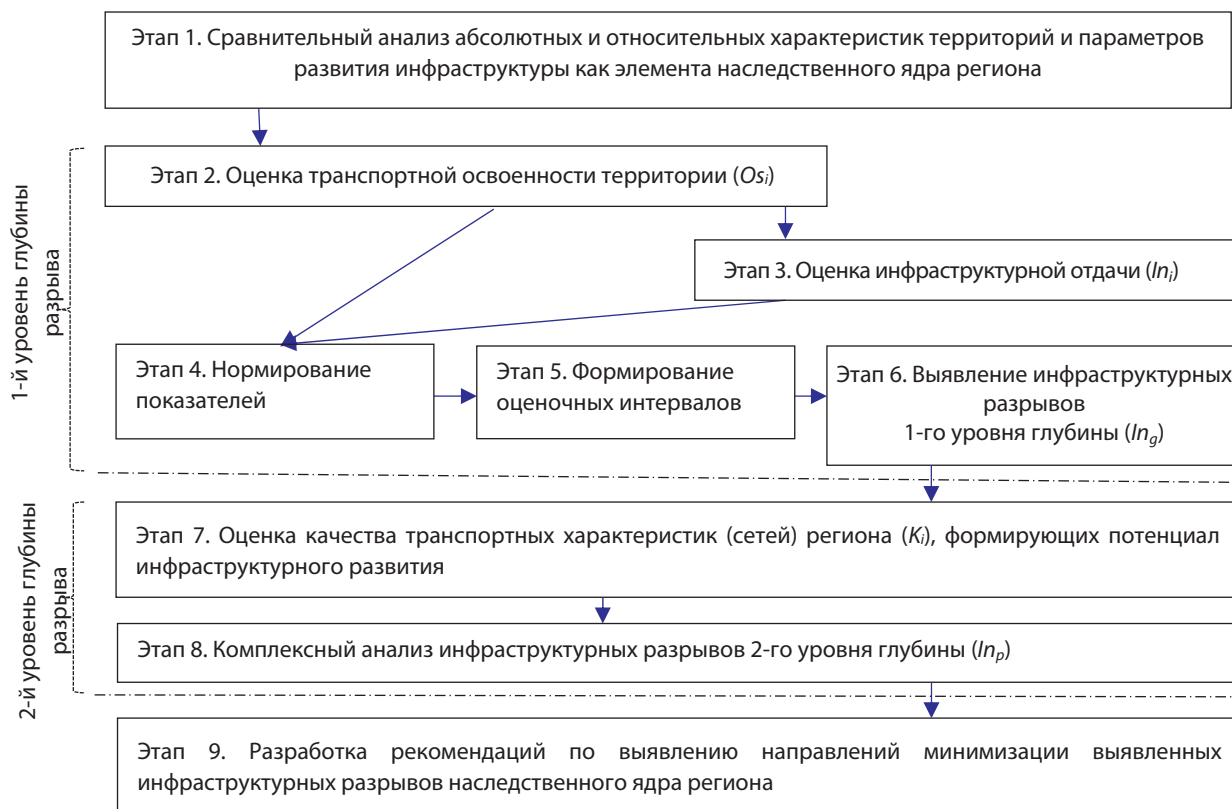 Этап 1. Сравнительный анализ абсолютных и относительных характеристик территорий и параметров
развития инфраструктуры как элемента наследственного ядра региона
1-й уровень глубины
разрыва
Этап 2. Оценка транспортной освоенности территории (Osi)
Этап 3. Оценка инфраструктурной отдачи (Ini)
Этап 4. Нормирование
показателей
Этап 5. Формирование
оценочных интервалов
Этап 6. Выявление инфраструктурных
разрывов
1-го уровня глубины (Ing)
2-й уровень глубины
разрыва
Этап 7. Оценка качества транспортных характеристик (сетей) региона (Ki), формирующих потенциал
инфраструктурного развития
Этап 8. Комплексный анализ инфраструктурных разрывов 2-го уровня глубины (Inp)
Этап 9. Разработка рекомендаций по выявлению направлений минимизации выявленных
инфраструктурных разрывов наследственного ядра региона